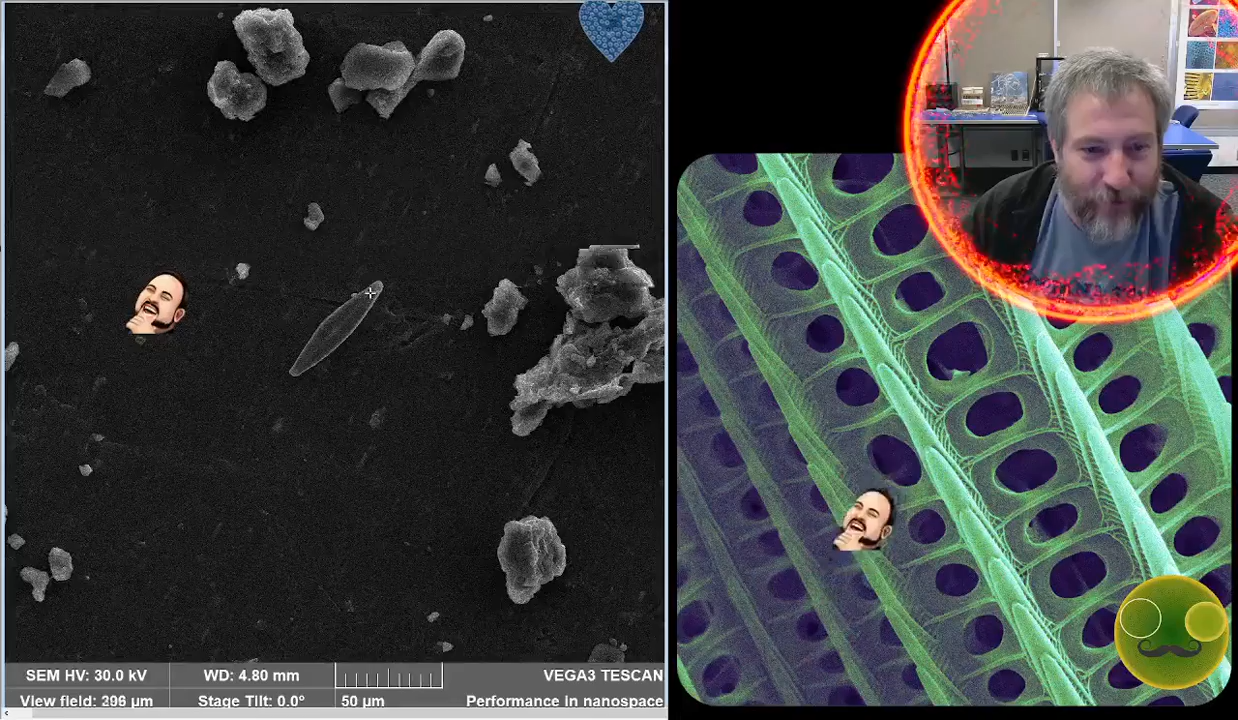 SEM HV: 30.0 kV
WD: 4.80 mm
VEGA3 TESCAN
View field: 296 µm
Stage Tilt: 0.0°
50 µm
Performance in nanospace